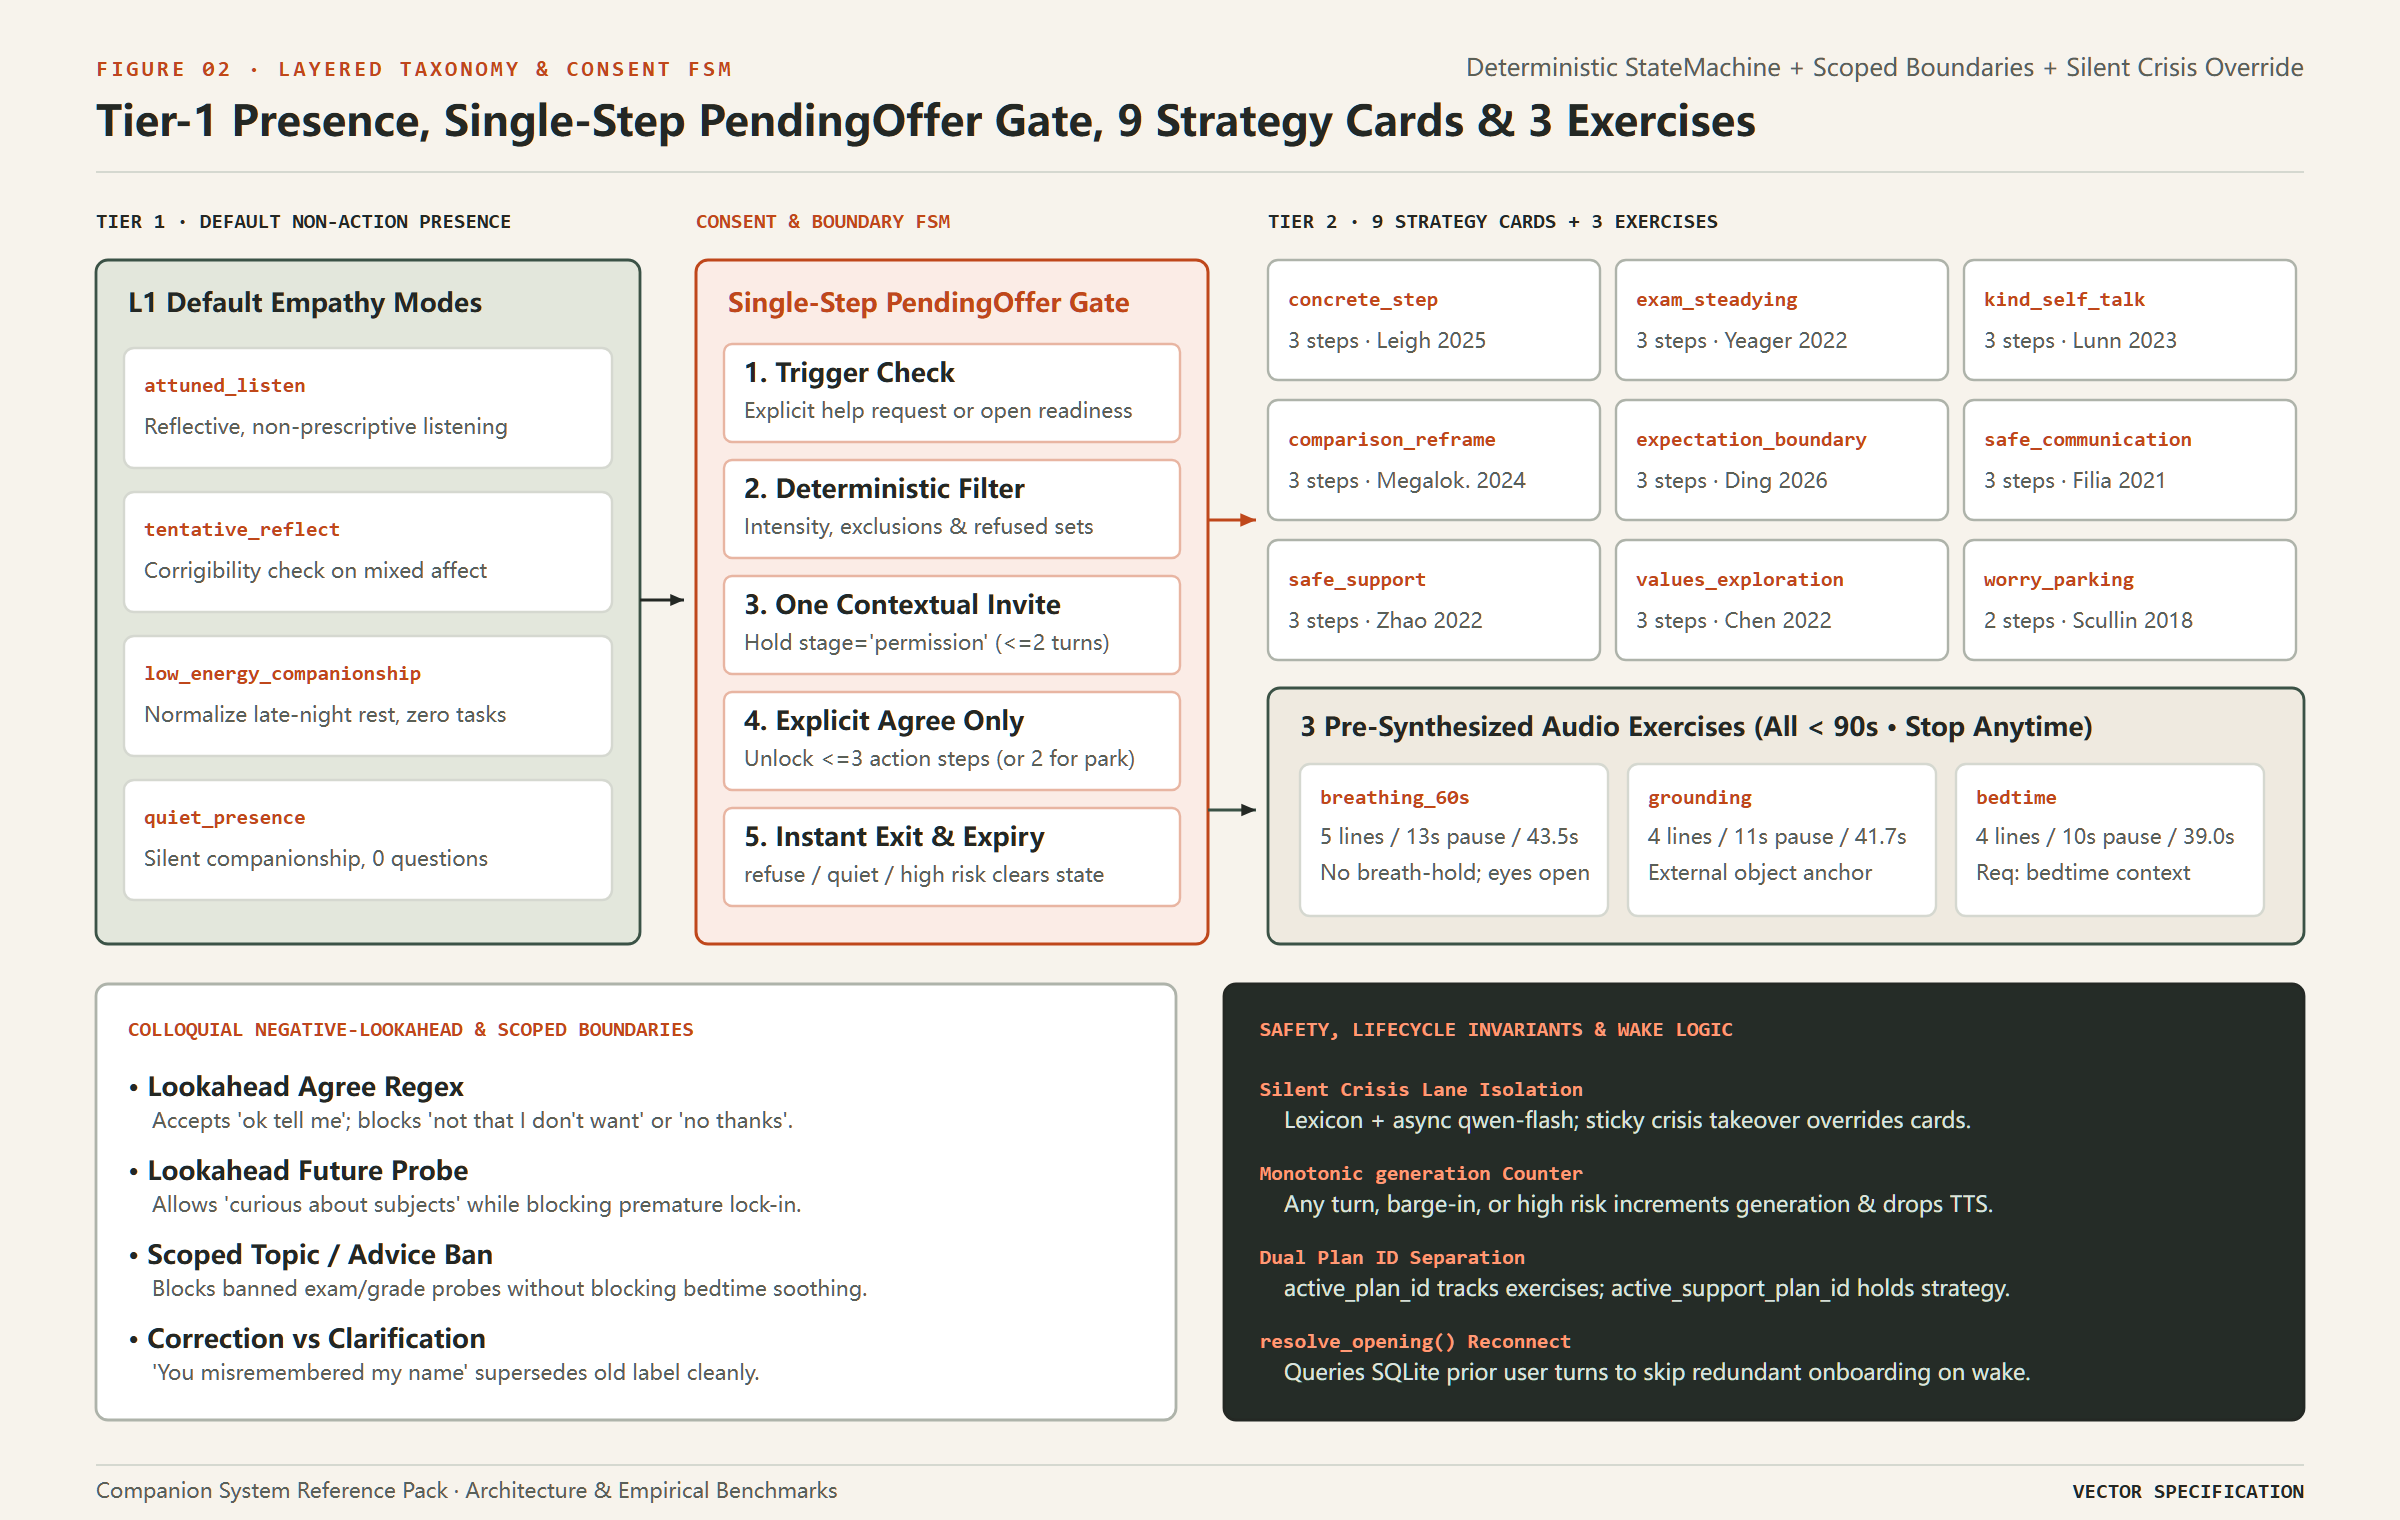 FIGURE 02 · LAYERED TAXONOMY & CONSENT FSM
Deterministic StateMachine + Scoped Boundaries + Silent Crisis Override
Tier-1 Presence, Single-Step PendingOffer Gate, 9 Strategy Cards & 3 Exercises
TIER 1 · DEFAULT NON-ACTION PRESENCE
L1 Default Empathy Modes
attuned_listen
Reflective, non-prescriptive listening
tentative_reflect
Corrigibility check on mixed affect
low_energy_companionship
Normalize late-night rest, zero tasks
quiet_presence
Silent companionship, 0 questions
CONSENT & BOUNDARY FSM
Single-Step PendingOffer Gate
1. Trigger Check
Explicit help request or open readiness
2. Deterministic Filter
Intensity, exclusions & refused sets
3. One Contextual Invite
Hold stage='permission' (<=2 turns)
4. Explicit Agree Only
Unlock <=3 action steps (or 2 for park)
5. Instant Exit & Expiry
refuse / quiet / high risk clears state
TIER 2 · 9 STRATEGY CARDS + 3 EXERCISES
concrete_step
3 steps · Leigh 2025
exam_steadying
3 steps · Yeager 2022
kind_self_talk
3 steps · Lunn 2023
comparison_reframe
3 steps · Megalok. 2024
expectation_boundary
3 steps · Ding 2026
safe_communication
3 steps · Filia 2021
safe_support
3 steps · Zhao 2022
values_exploration
3 steps · Chen 2022
worry_parking
2 steps · Scullin 2018
3 Pre-Synthesized Audio Exercises (All < 90s • Stop Anytime)
breathing_60s
5 lines / 13s pause / 43.5s
No breath-hold; eyes open
grounding
4 lines / 11s pause / 41.7s
External object anchor
bedtime
4 lines / 10s pause / 39.0s
Req: bedtime context
COLLOQUIAL NEGATIVE-LOOKAHEAD & SCOPED BOUNDARIES
• Lookahead Agree Regex
Accepts 'ok tell me'; blocks 'not that I don't want' or 'no thanks'.
• Lookahead Future Probe
Allows 'curious about subjects' while blocking premature lock-in.
• Scoped Topic / Advice Ban
Blocks banned exam/grade probes without blocking bedtime soothing.
• Correction vs Clarification
'You misremembered my name' supersedes old label cleanly.
SAFETY, LIFECYCLE INVARIANTS & WAKE LOGIC
Silent Crisis Lane Isolation
Lexicon + async qwen-flash; sticky crisis takeover overrides cards.
Monotonic generation Counter
Any turn, barge-in, or high risk increments generation & drops TTS.
Dual Plan ID Separation
active_plan_id tracks exercises; active_support_plan_id holds strategy.
resolve_opening() Reconnect
Queries SQLite prior user turns to skip redundant onboarding on wake.
Companion System Reference Pack · Architecture & Empirical Benchmarks
VECTOR SPECIFICATION